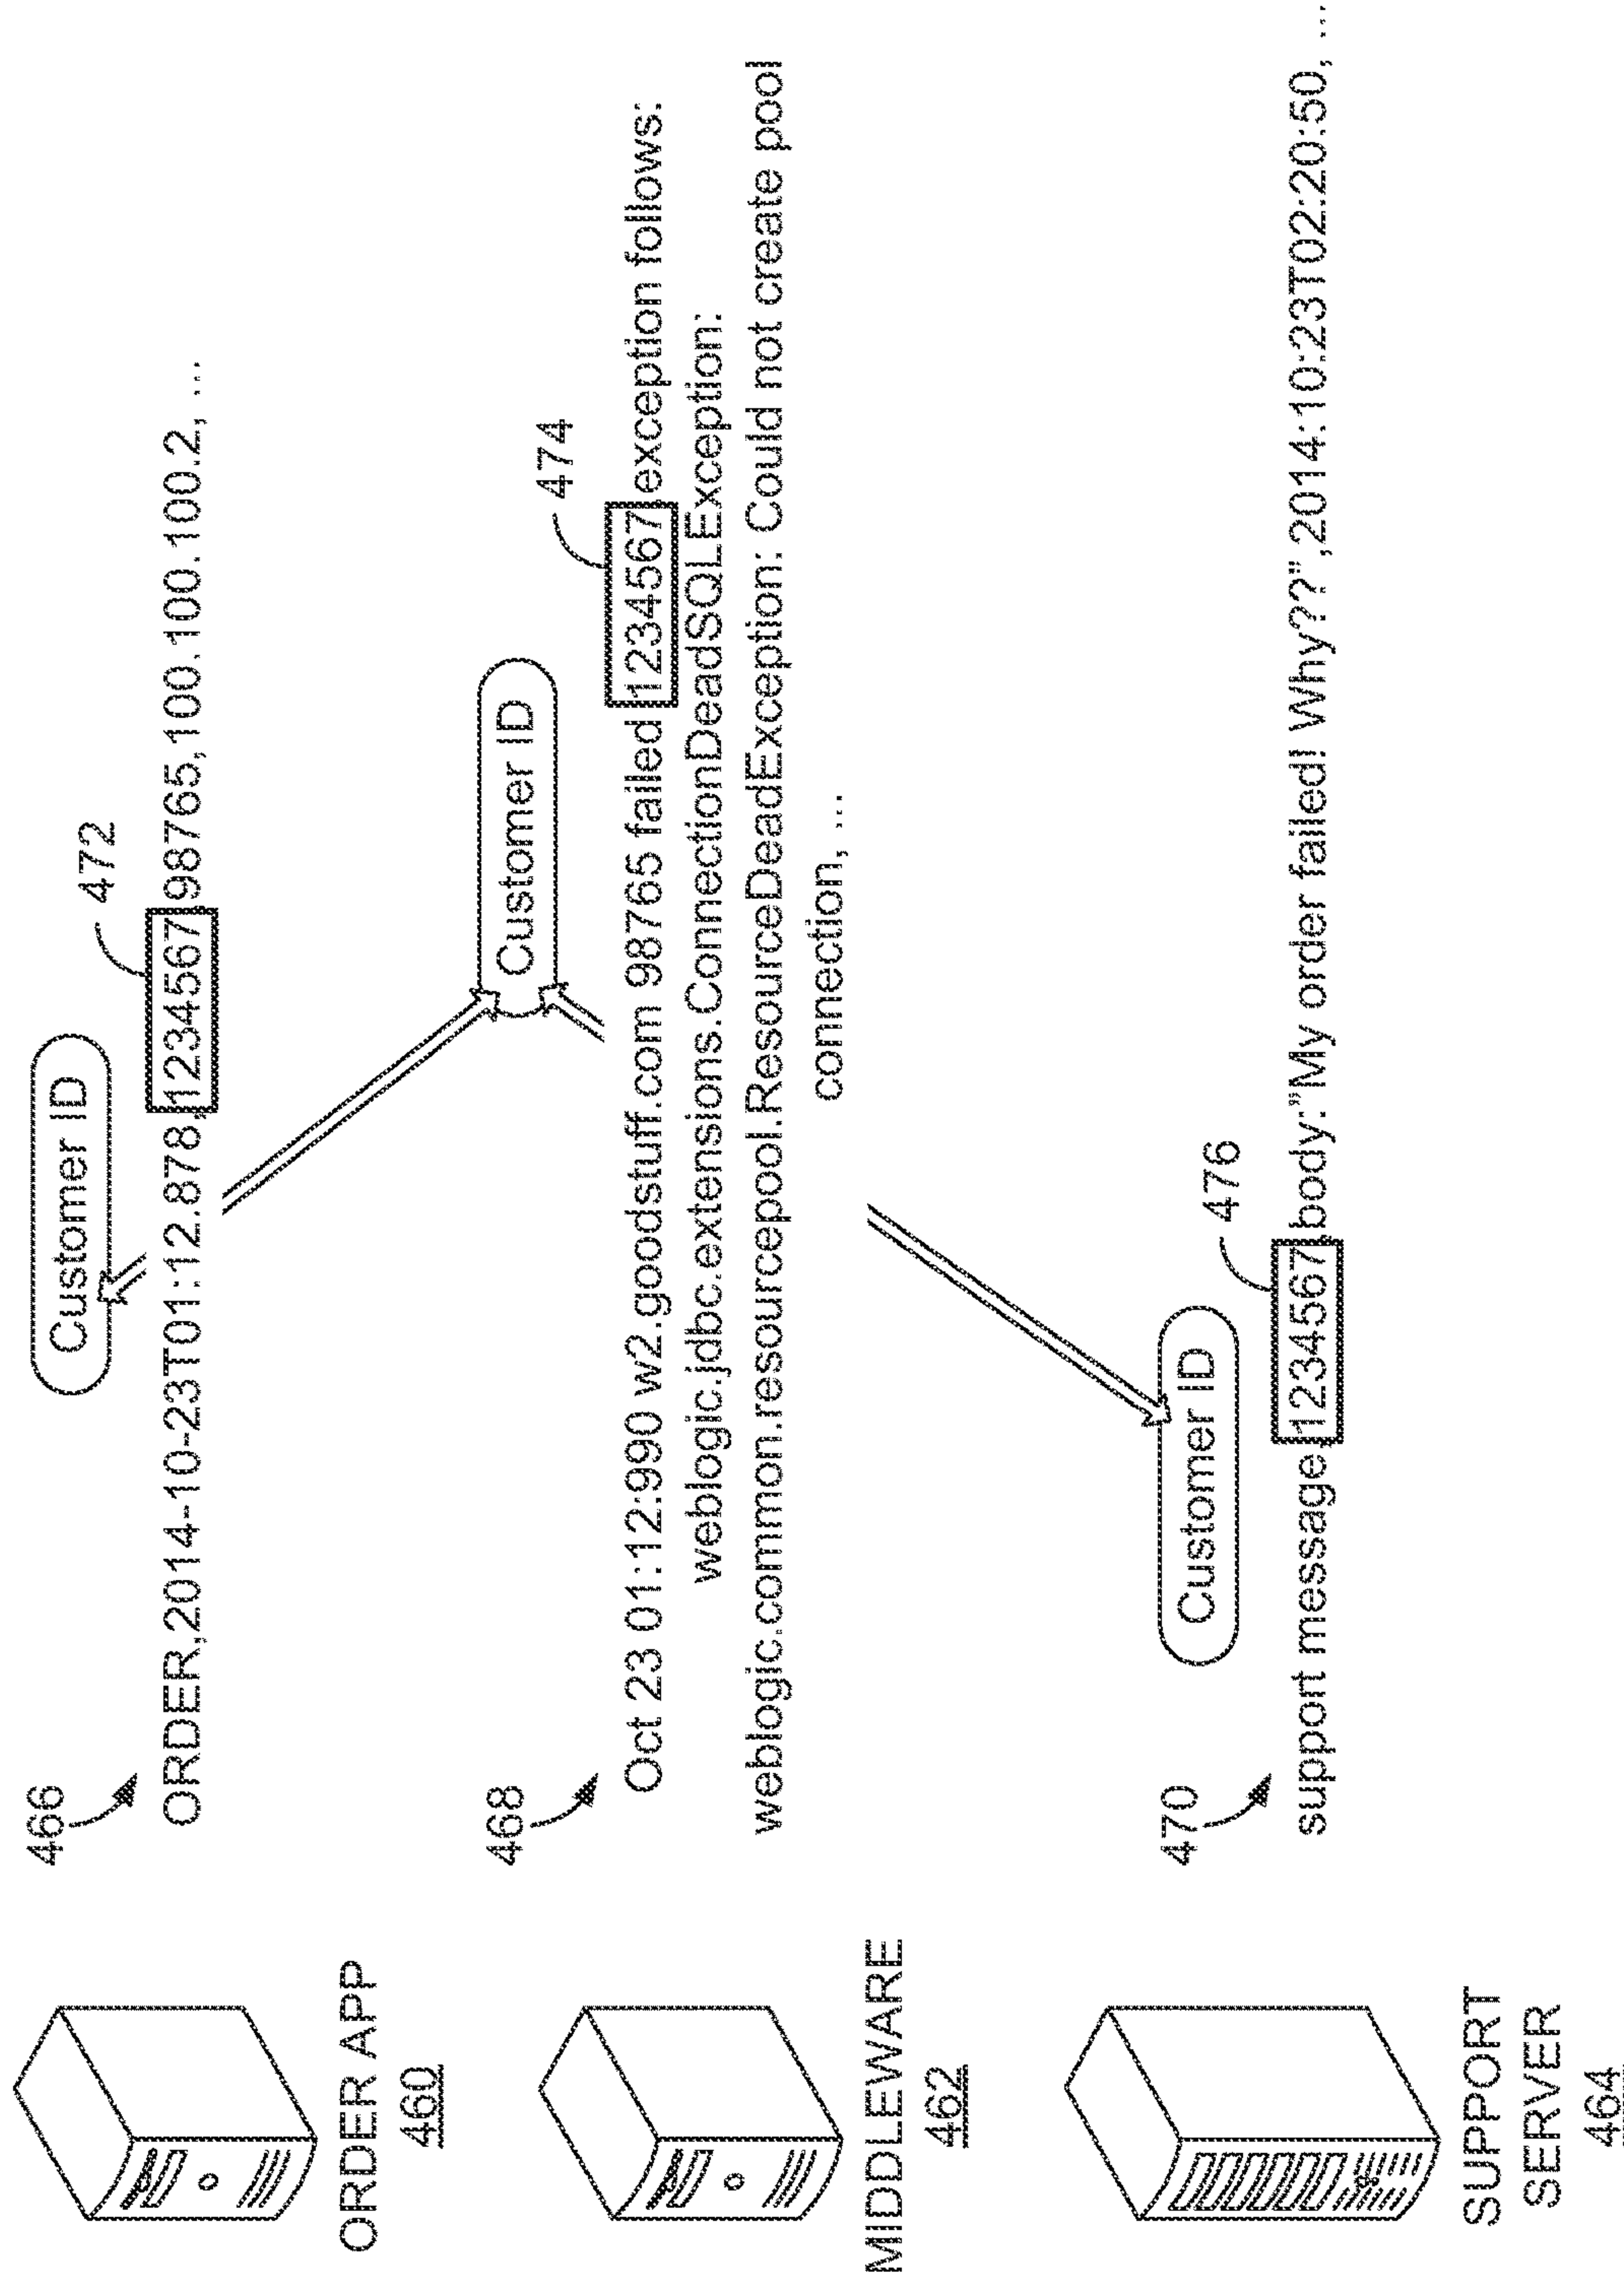 ORDER APP
460
466
Customer ID
472
ORDER,2014-10-23T01:12.878,1234567,98765,100.100.100.2, ...
MIDDLEWARE
462
468
Customer ID
474
Oct 23 01:12:990 w2.goodstuff.com 98765 failed 1234567 exception follows:
weblogic.jdbc.extensions.ConnectionDeadSQLException:
weblogic.common.resourcepool.ResourceDeadException: Could not create pool
connection, ...
SUPPORT
SERVER
464
470
Customer ID
476
support message,1234567,body:"My order failed! Why??",2014:10:23T02:20:50, ...